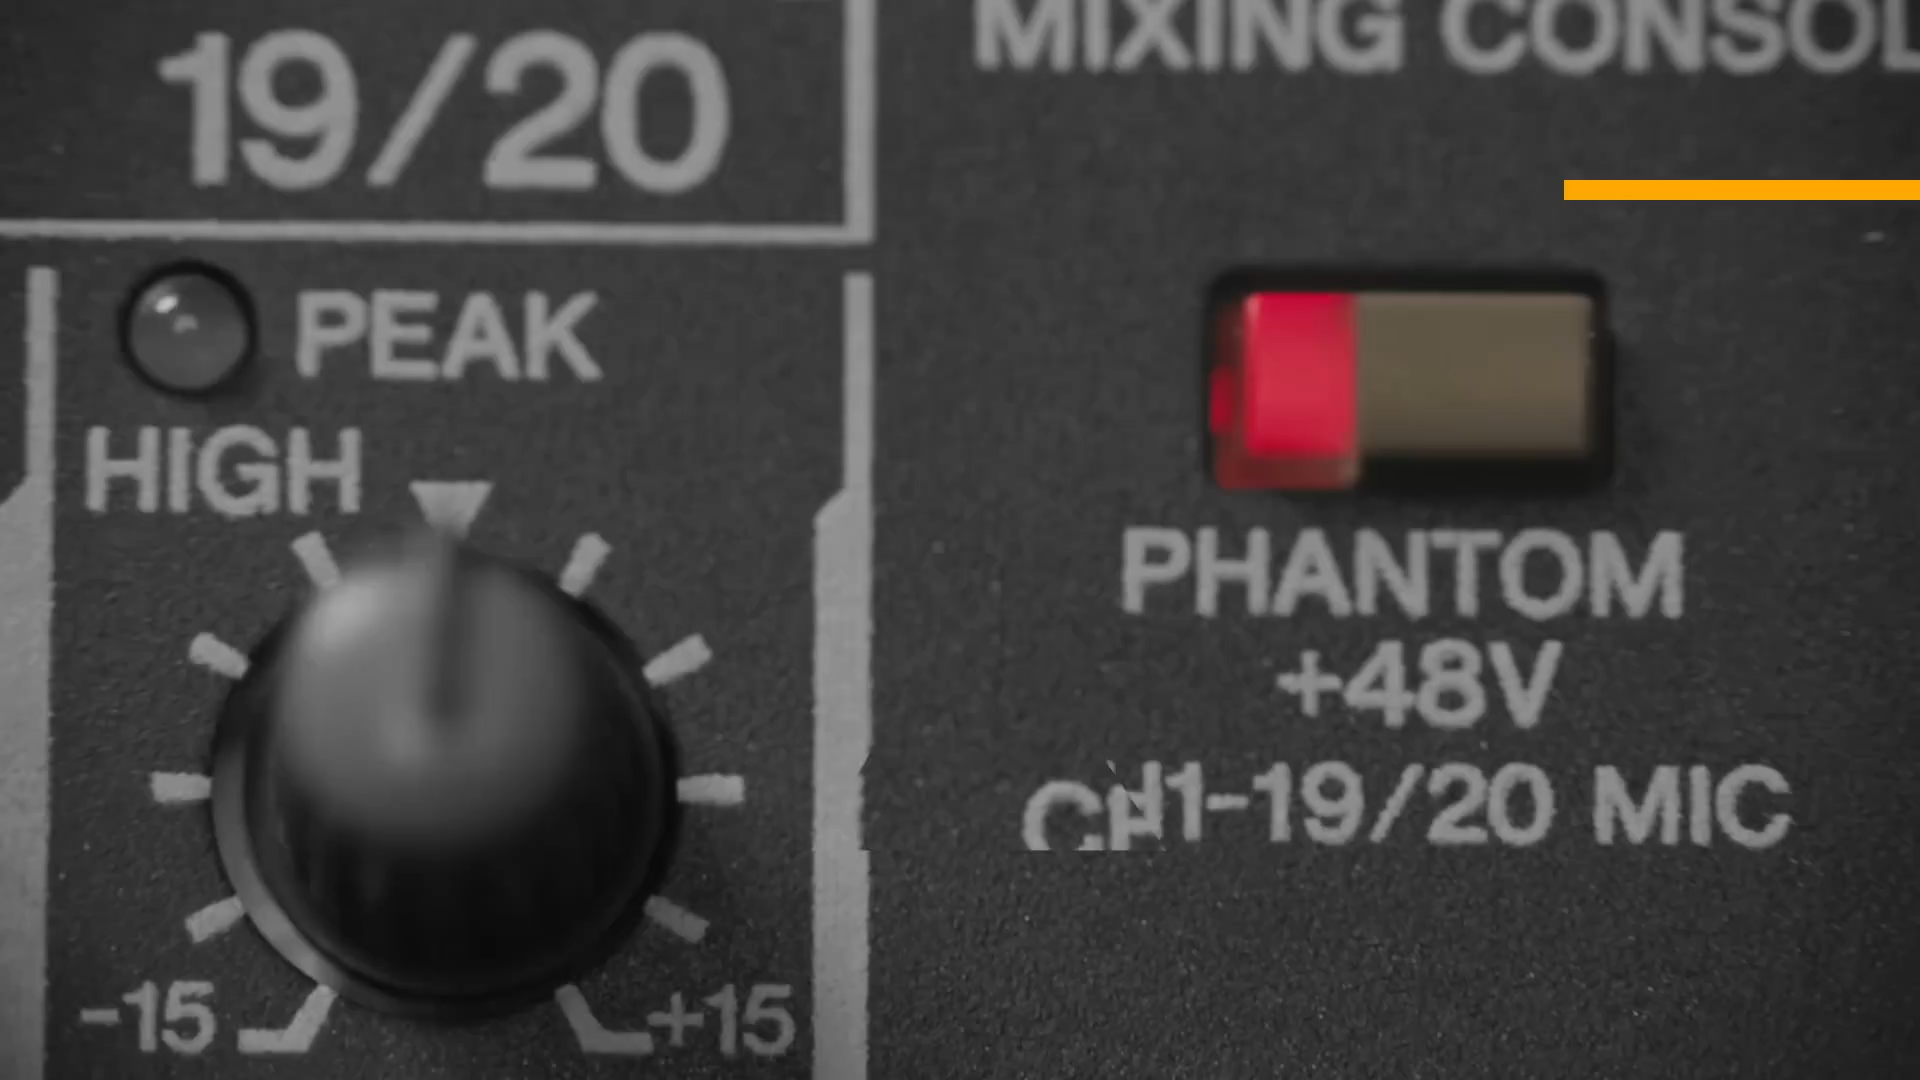 19/20
MIXING CONSOL
PEAK
HIGH
-15
+15
PHANTOM
+48V
CH1-19/20 MIC